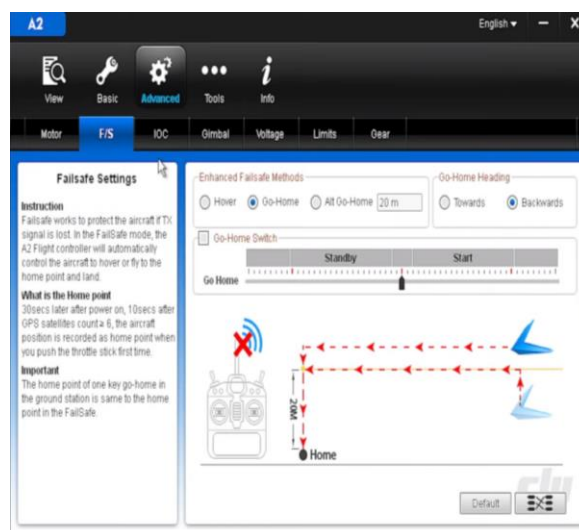 A2
English
View
Basic
Advanced
Tools
Info
Motor
F/S
IOC
Gimbal
Voltage
Limits
Gear
Failsafe Settings
Instruction
Failsafe works to protect the aircraft if TX
signal is lost. In the FailSafe mode, the
A2 Flight controller will automatically
control the aircraft to hover or fly to the
home point and land.
What is the Home point
30secs later after power on, 10secs after
GPS satellites count≥ 6, the aircraft
position is recorded as home point when
you push the throttle stick first time.
Important
The home point of one key go-home in
the ground station is same to the home
point in the FailSafe.
Enhanced Failsafe Methods
Hover
Go-Home
Alt Go-Home
20 m
Go-Home Heading
Towards
Backwards
Go-Home Switch
Standby
Start
Go Home
20M
Home
Default